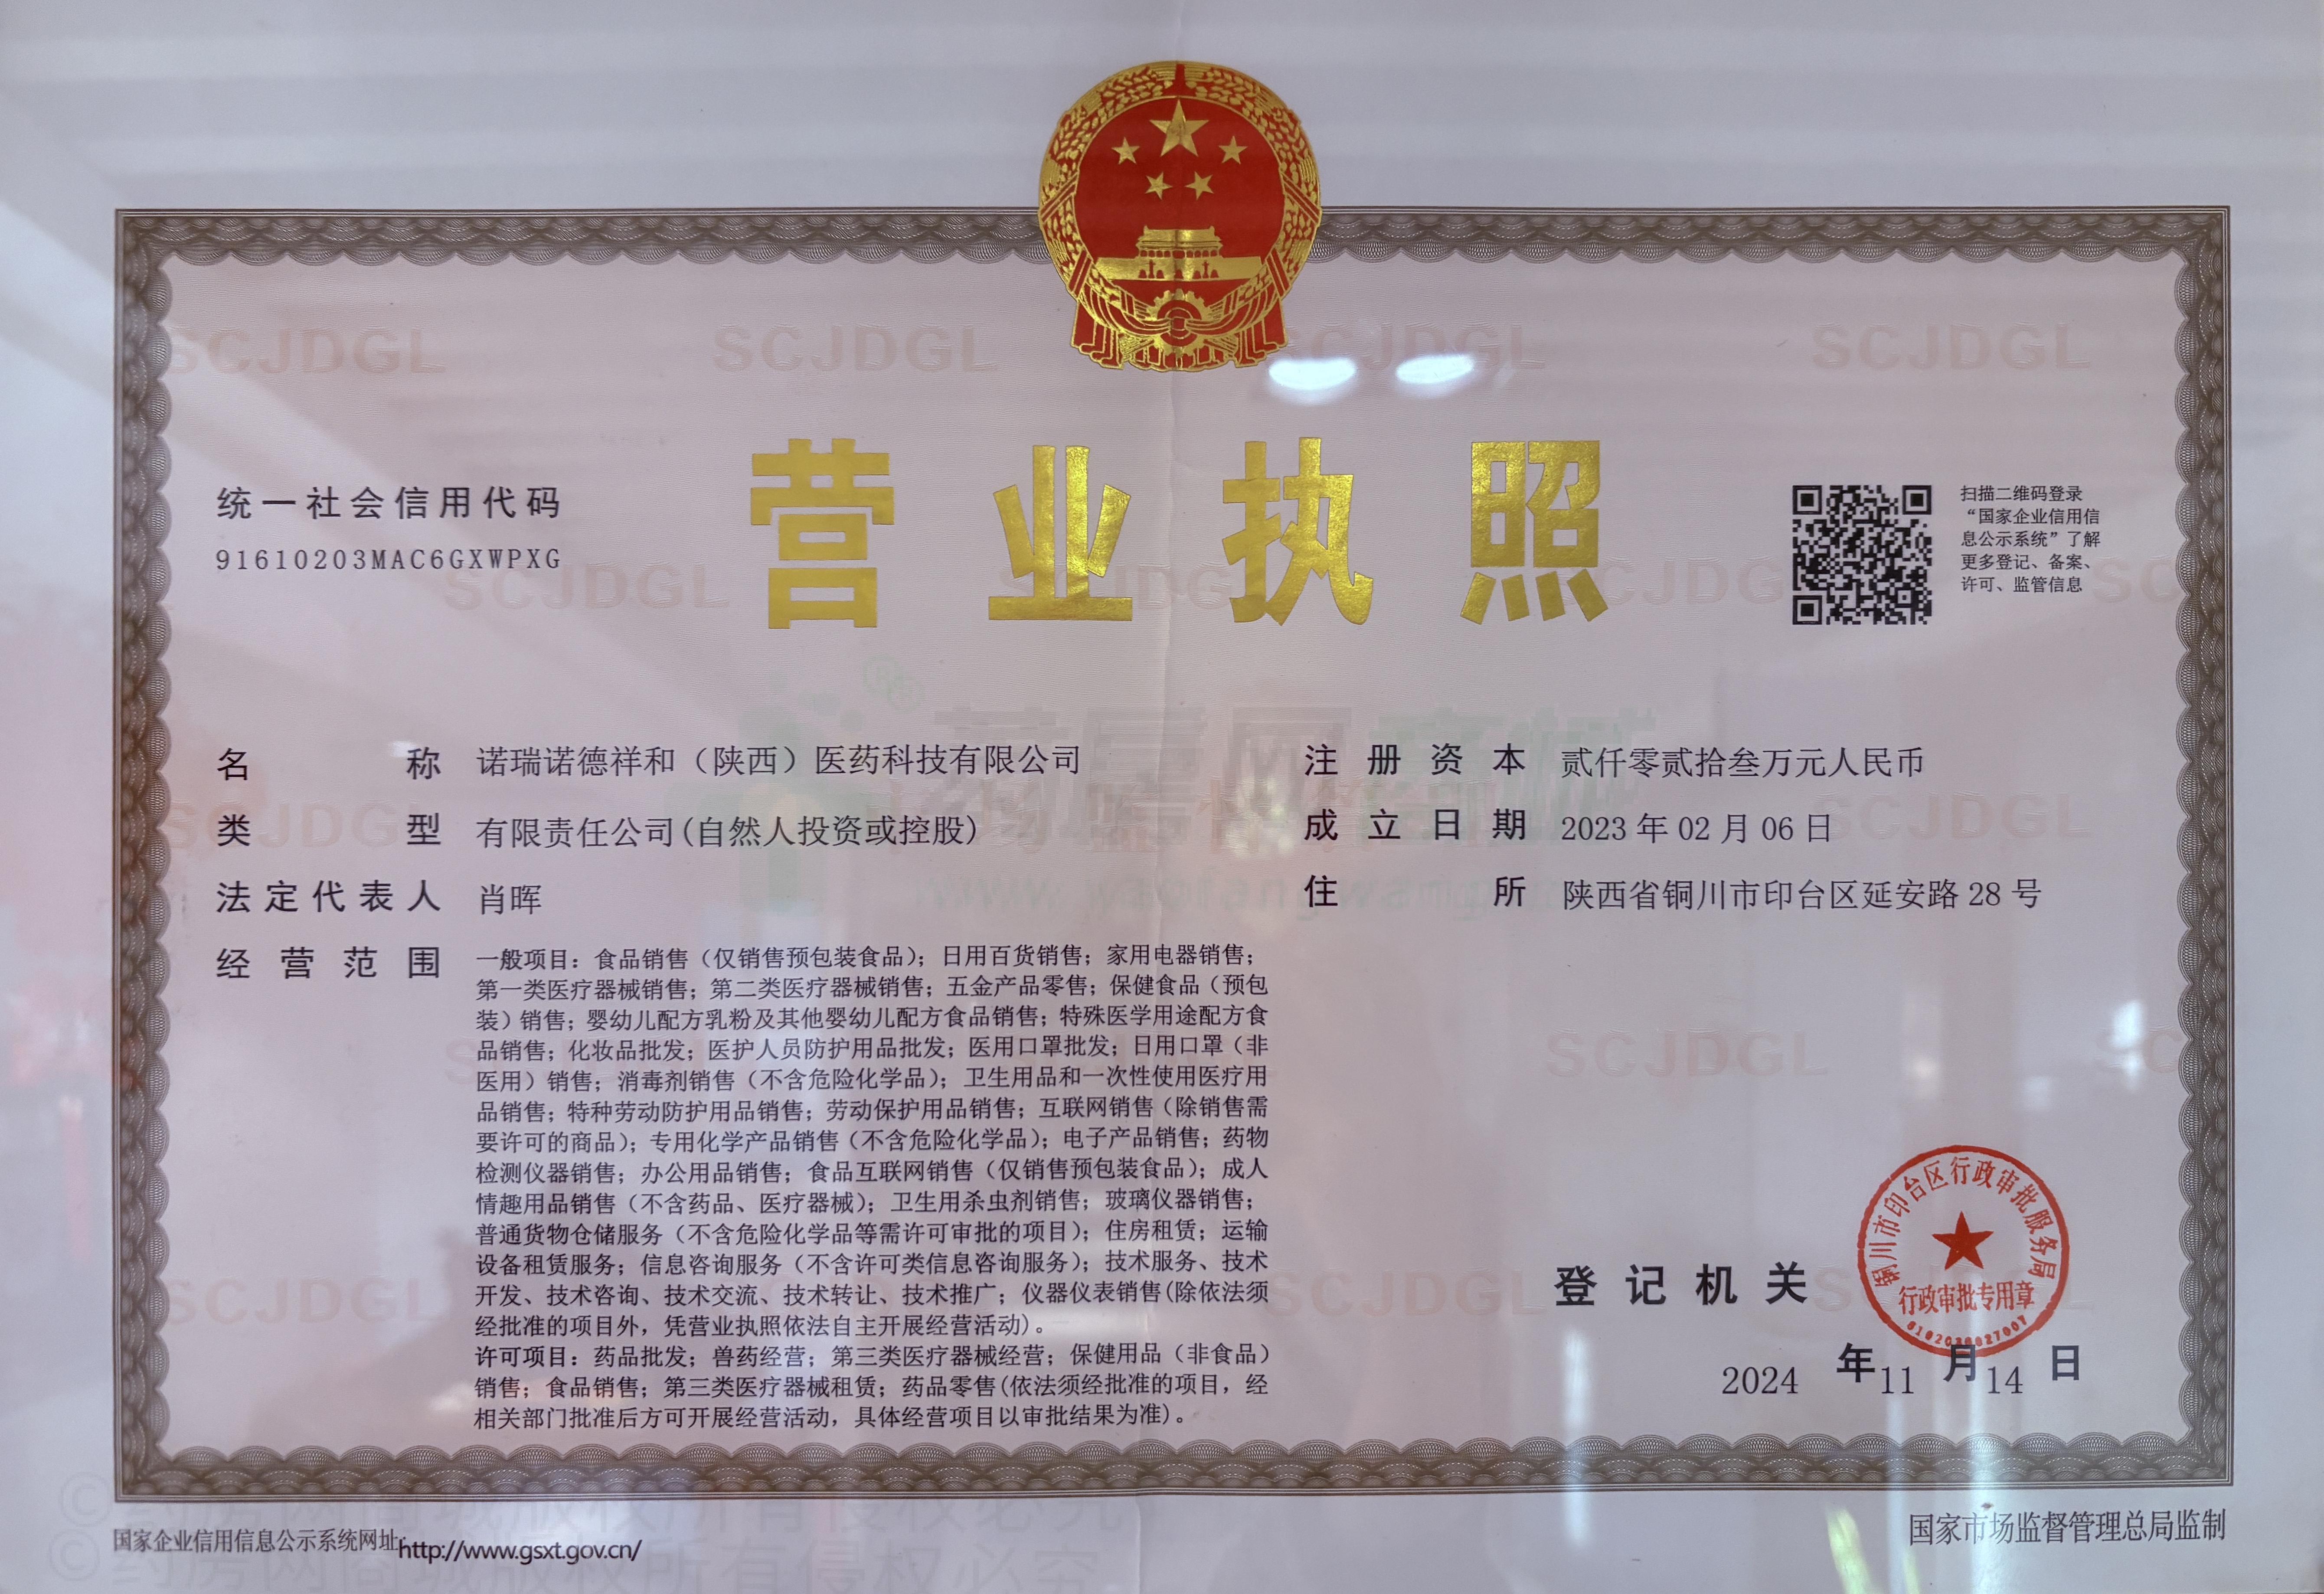 营业执照
统一社会信用代码
91610203MAC6GXWPXG
扫描二维码登录
“国家企业信用信
息公示系统”了解
更多登记、备案、
许可、监管信息
名称 诺瑞诺德祥和（陕西）医药科技有限公司
类型 有限责任公司(自然人投资或控股)
法定代表人 肖晖
经营范围 一般项目：食品销售（仅销售预包装食品）；日用百货销售；家用电器销售；
第一类医疗器械销售；第二类医疗器械销售；五金产品零售；保健食品（预包
装）销售；婴幼儿配方乳粉及其他婴幼儿配方食品销售；特殊医学用途配方食
品销售；化妆品批发；医护人员防护用品批发；医用口罩批发；日用口罩（非
医用）销售；消毒剂销售（不含危险化学品）；卫生用品和一次性使用医疗用
品销售；特种劳动防护用品销售；劳动保护用品销售；互联网销售（除销售需
要许可的商品）；专用化学产品销售（不含危险化学品）；电子产品销售；药物
检测仪器销售；办公用品销售；食品互联网销售（仅销售预包装食品）；成人
情趣用品销售（不含药品、医疗器械）；卫生用杀虫剂销售；玻璃仪器销售；
普通货物仓储服务（不含危险化学品等需许可审批的项目）；住房租赁；运输
设备租赁服务；信息咨询服务（不含许可类信息咨询服务）；技术服务、技术
开发、技术咨询、技术交流、技术转让、技术推广；仪器仪表销售(除依法须
经批准的项目外，凭营业执照依法自主开展经营活动)。
许可项目：药品批发；兽药经营；第三类医疗器械经营；保健用品（非食品）
销售；食品销售；第三类医疗器械租赁；药品零售(依法须经批准的项目，经
相关部门批准后方可开展经营活动，具体经营项目以审批结果为准)。
注册资本 贰仟零贰拾叁万元人民币
成立日期 2023年02月06日
住所 陕西省铜川市印台区延安路28号
登记机关
铜川市印台区行政审批服务局
行政审批专用章
6102030027007
2024年11月14日
国家企业信用信息公示系统网址:http://www.gsxt.gov.cn/
国家市场监督管理总局监制
SCJDGL
药房网商城
©药房网商城版权所有侵权必究
©药房网商城版权所有侵权必究